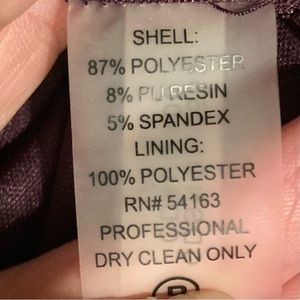 SHELL:
87% POLYESTER
8% PU RESIN
5% SPANDEX
LINING:
100% POLYESTER
RN# 54163
PROFESSIONAL
DRY CLEAN ONLY
P